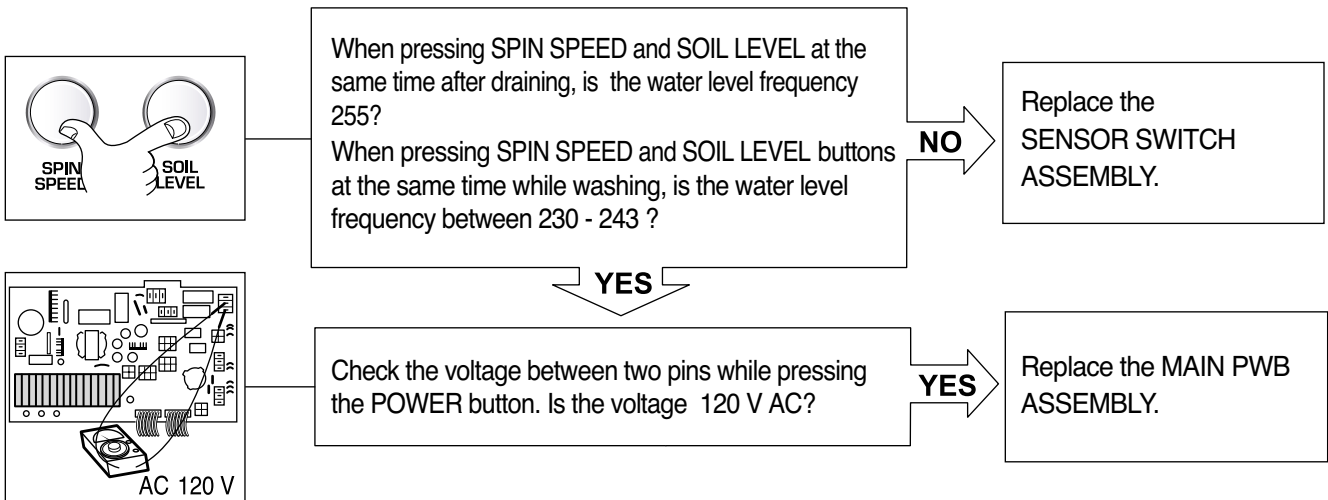 SPIN
SPEED
SOIL
LEVEL
When pressing SPIN SPEED and SOIL LEVEL at the
same time after draining, is the water level frequency
255?
When pressing SPIN SPEED and SOIL LEVEL buttons
at the same time while washing, is the water level
frequency between 230 - 243 ?
NO
Replace the
SENSOR SWITCH
ASSEMBLY.
YES
AC 120 V
Check the voltage between two pins while pressing
the POWER button. Is the voltage 120 V AC?
YES
Replace the MAIN PWB
ASSEMBLY.